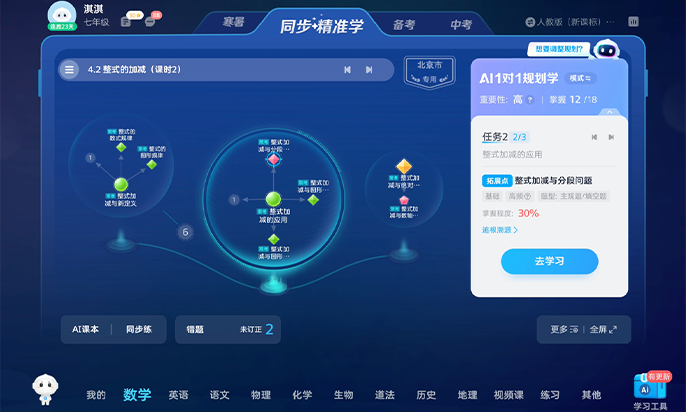 淇淇
七年级
连胜23天
寒暑
同步·精准学
备考
中考
人教版（新课标）···
想要调整规划?
4.2 整式的加减（课时2）
北京市
专用
AI1对1规划学
模式
重要性: 高 ?
掌握 12 /18
任务2 2/3
整式加减的应用
拓展点 整式加减与分段问题
基础 高频 题型: 主观题/填空题
掌握程度: 30%
追根溯源 >
去学习
整式的
数式规律
整式的
图形规律
1
整式加
减与新定义
6
整式加
减与分段 ···
整式加
减与图形···
1
整式加
减的应用
整式加
减与图形 ···
整式加
减与绝对···
整式加
减与数轴···
AI课本
同步练
错题
未订正 2
更多
全屏
我的
数学
英语
语文
物理
化学
生物
道法
历史
地理
视频课
练习
其他
有更新
Ai
学习工具